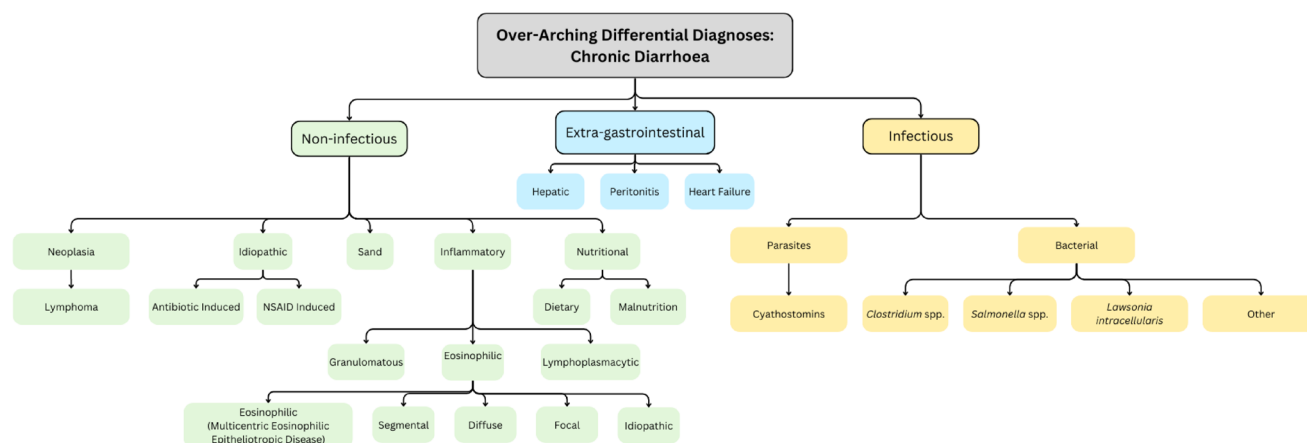 Over-Arching Differential Diagnoses:
Chronic Diarrhoea
Non-infectious
Extra-gastrointestinal
Infectious
Hepatic
Peritonitis
Heart Failure
Neoplasia
Idiopathic
Sand
Inflammatory
Nutritional
Parasites
Bacterial
Lymphoma
Antibiotic Induced
NSAID Induced
Dietary
Malnutrition
Cyathostomins
Clostridium spp.
Salmonella spp.
Lawsonia
intracellularis
Other
Granulomatous
Eosinophilic
Lymphoplasmacytic
Eosinophilic
(Multicentric Eosinophilic
Epitheliotropic Disease)
Segmental
Diffuse
Focal
Idiopathic